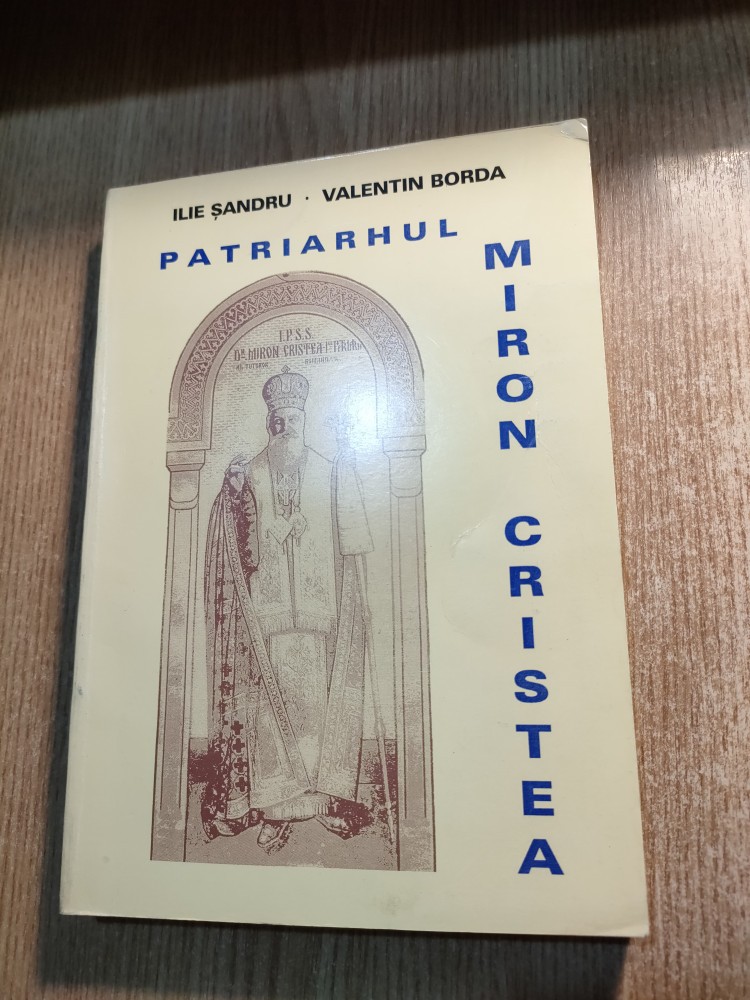 ILIE ȘANDRU · VALENTIN BORDA
PATRIARHUL
MIRON CRISTEA
I.P.S.S.
DR. MIRON CRISTEA